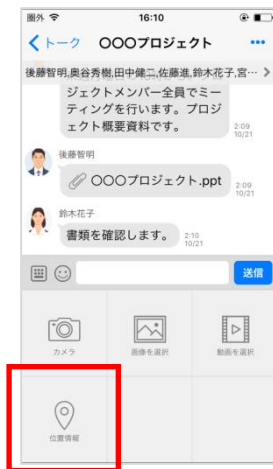 圏外 16:10
トーク 〇〇〇プロジェクト
後藤智明,奥谷秀樹,田中健二,佐藤進,鈴木花子,宮…
ジェクトメンバー全員でミー
ティングを行います。プロジ
ェクト概要資料です。
2:09
10/21
後藤智明
〇〇〇プロジェクト.ppt
2:09
10/21
鈴木花子
書類を確認します。
2:10
10/21
送信
カメラ
画像を選択
動画を選択
位置情報